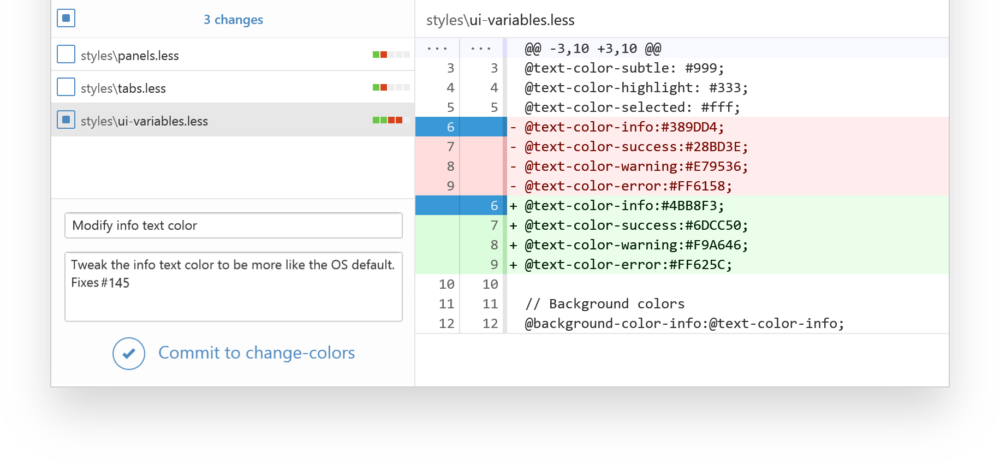 3 changes
styles\panels.less
styles\tabs.less
styles\ui-variables.less
Modify info text color
Tweak the info text color to be more like the OS default.
Fixes #145
Commit to change-colors
styles\ui-variables.less
... ... @@ -3,10 +3,10 @@
3 3 @text-color-subtle: #999;
4 4 @text-color-highlight: #333;
5 5 @text-color-selected: #fff;
6 - @text-color-info:#389DD4;
7 - @text-color-success:#28BD3E;
8 - @text-color-warning:#E79536;
9 - @text-color-error:#FF6158;
6 + @text-color-info:#4BB8F3;
7 + @text-color-success:#6DCC50;
8 + @text-color-warning:#F9A646;
9 + @text-color-error:#FF625C;
10 10
11 11 // Background colors
12 12 @background-color-info:@text-color-info;